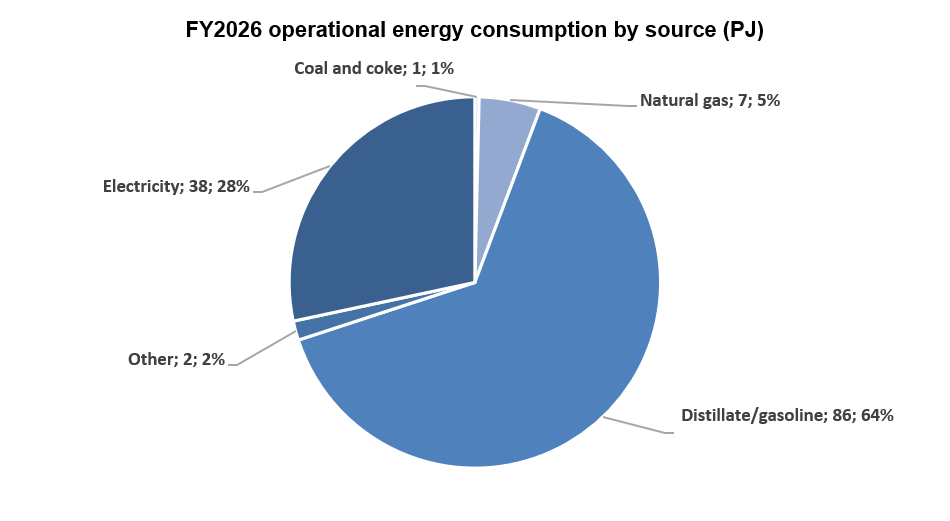 FY2026 operational energy consumption by source (PJ)
Coal and coke; 1; 1%
Natural gas; 7; 5%
Electricity; 38; 28%
Other; 2; 2%
Distillate/gasoline; 86; 64%